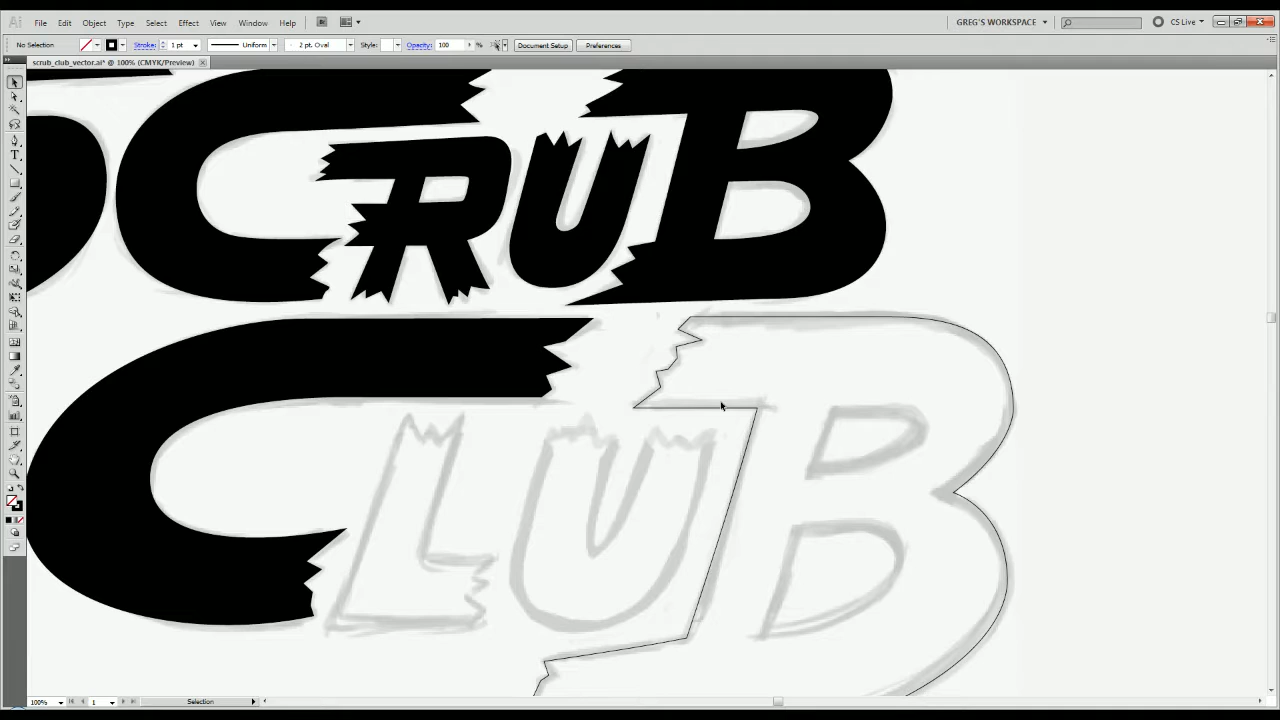 Ai File Edit Object Type Select Effect View Window Help GREG'S WORKSPACE CS Live
No Selection Stroke: 1 pt Uniform 2 pt. Oval Style: Opacity: 100 % Document Setup Preferences
scrub_club_vector.ai* @ 100% (CMYK/Preview)
CRUB
CLUB
100% 1 Selection